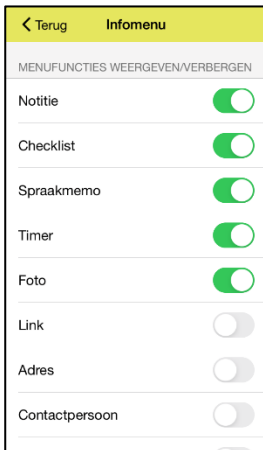 Terug
Infomenu
MENUFUNCTIES WEERGEVEN/VERBERGEN
Notitie
Checklist
Spraakmemo
Timer
Foto
Link
Adres
Contactpersoon